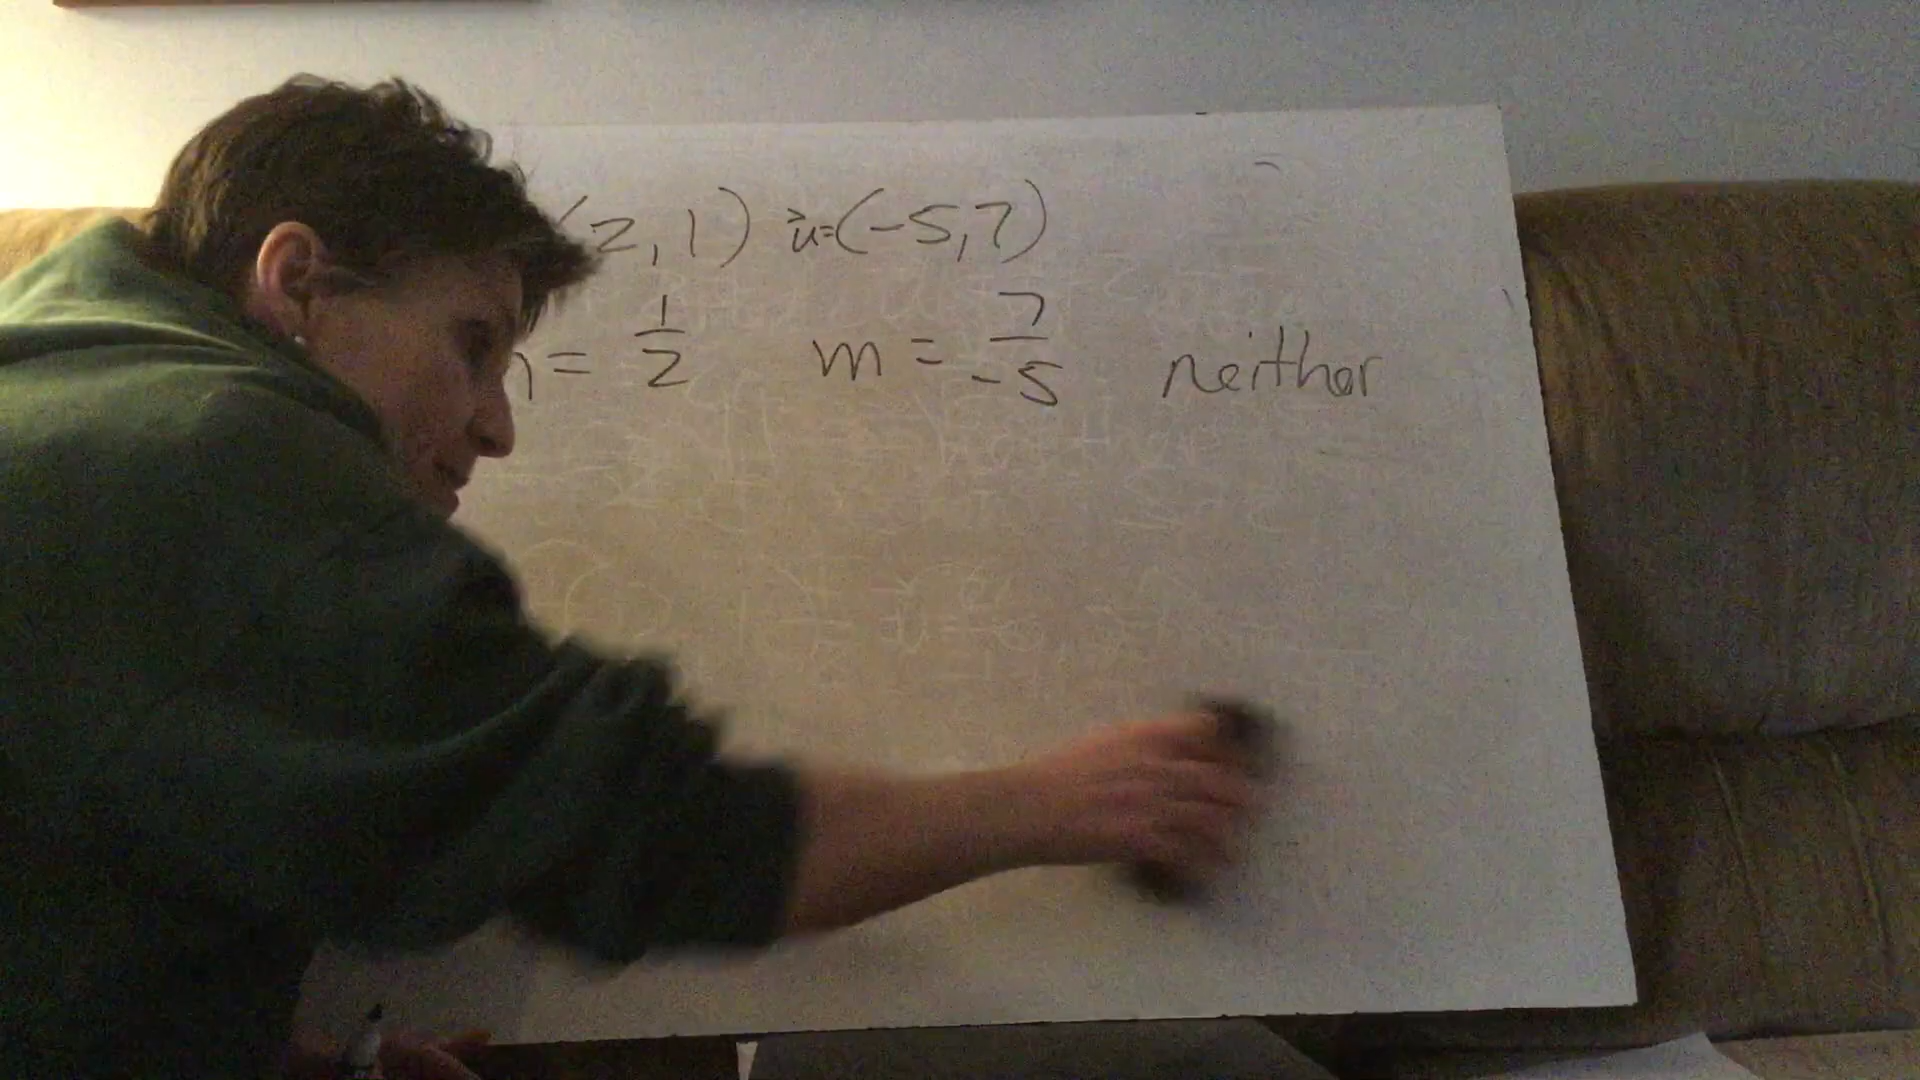 (2,1) u⃗=(-5,7)
m = 1/2 m = 7/-5 neither